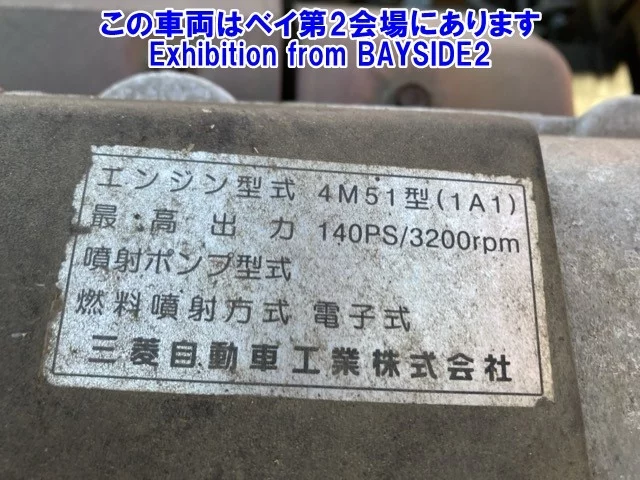 この車両はベイ第2会場にあります
Exhibition from BAYSIDE2
エンジン型式 4M51型(1A1)
最高出力 140PS/3200rpm
噴射ポンプ型式
燃料噴射方式 電子式
三菱自動車工業株式会社